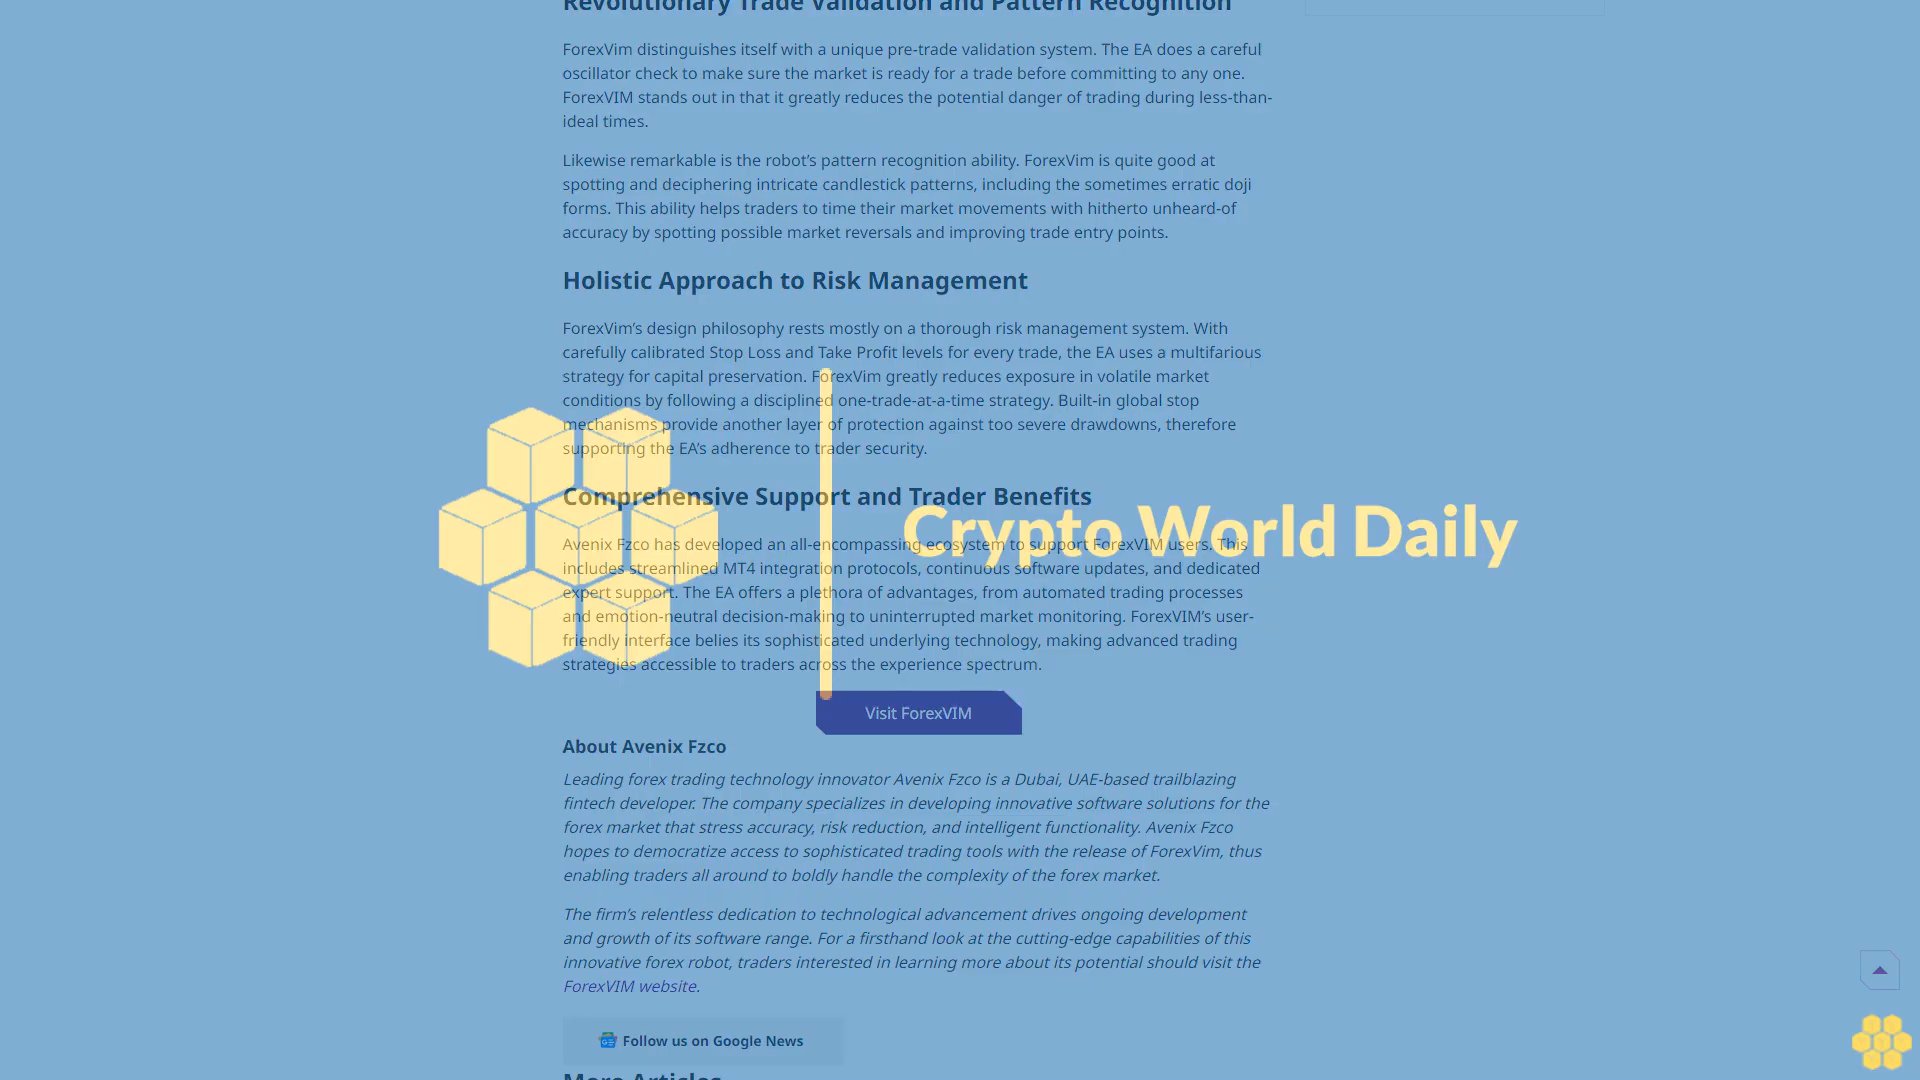 Revolutionary Trade Validation and Pattern Recognition
ForexVim distinguishes itself with a unique pre-trade validation system. The EA does a careful
oscillator check to make sure the market is ready for a trade before committing to any one.
ForexVIM stands out in that it greatly reduces the potential danger of trading during less-than-
ideal times.
Likewise remarkable is the robot’s pattern recognition ability. ForexVim is quite good at
spotting and deciphering intricate candlestick patterns, including the sometimes erratic doji
forms. This ability helps traders to time their market movements with hitherto unheard-of
accuracy by spotting possible market reversals and improving trade entry points.
Holistic Approach to Risk Management
ForexVim’s design philosophy rests mostly on a thorough risk management system. With
carefully calibrated Stop Loss and Take Profit levels for every trade, the EA uses a multifarious
strategy for capital preservation. ForexVim greatly reduces exposure in volatile market
conditions by following a disciplined one-trade-at-a-time strategy. Built-in global stop
mechanisms provide another layer of protection against too severe drawdowns, therefore
supporting the EA’s adherence to trader security.
Comprehensive Support and Trader Benefits
Crypto World Daily
Avenix Fzco has developed an all-encompassing ecosystem to support ForexVIM users. This
includes streamlined MT4 integration protocols, continuous software updates, and dedicated
expert support. The EA offers a plethora of advantages, from automated trading processes
and emotion-neutral decision-making to uninterrupted market monitoring. ForexVIM’s user-
friendly interface belies its sophisticated underlying technology, making advanced trading
strategies accessible to traders across the experience spectrum.
Visit ForexVIM
About Avenix Fzco
Leading forex trading technology innovator Avenix Fzco is a Dubai, UAE-based trailblazing
fintech developer. The company specializes in developing innovative software solutions for the
forex market that stress accuracy, risk reduction, and intelligent functionality. Avenix Fzco
hopes to democratize access to sophisticated trading tools with the release of ForexVim, thus
enabling traders all around to boldly handle the complexity of the forex market.
The firm’s relentless dedication to technological advancement drives ongoing development
and growth of its software range. For a firsthand look at the cutting-edge capabilities of this
innovative forex robot, traders interested in learning more about its potential should visit the
ForexVIM website.
Follow us on Google News
More Articles